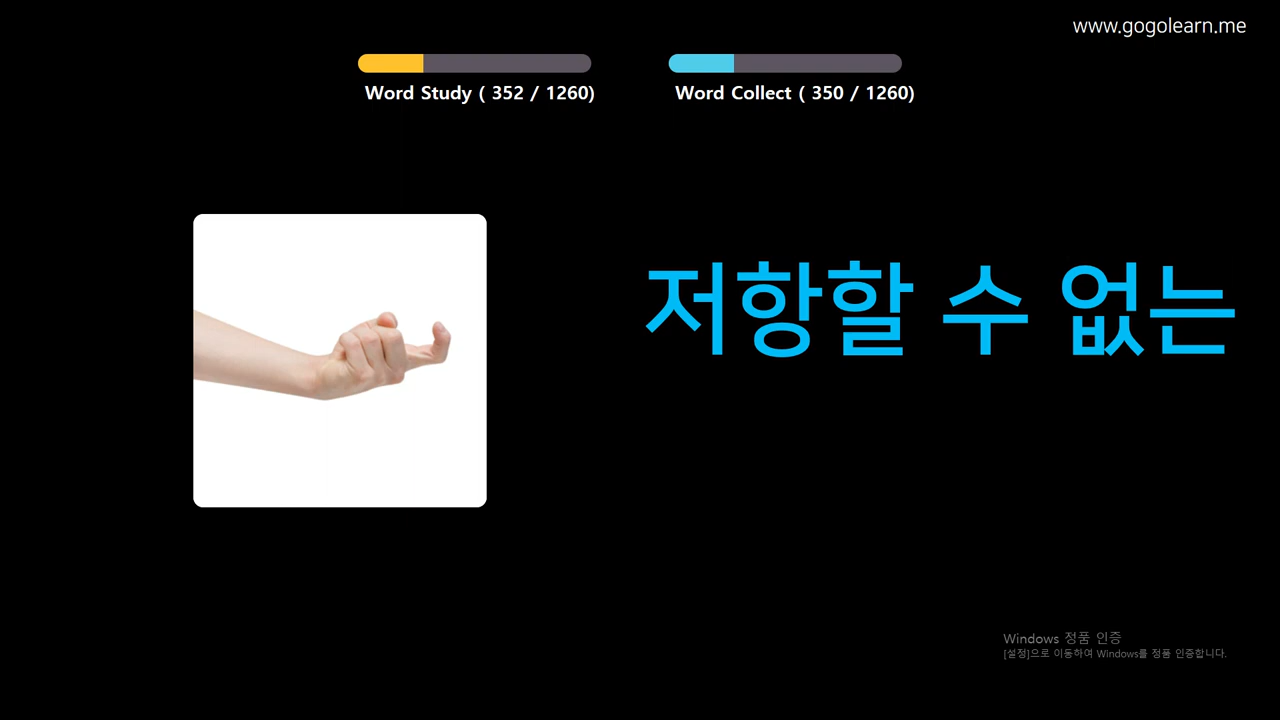 www.gogolearn.me
Word Study ( 352 / 1260)
Word Collect ( 350 / 1260)
저항할 수 없는
Windows 정품 인증
[설정]으로 이동하여 Windows를 정품 인증합니다.